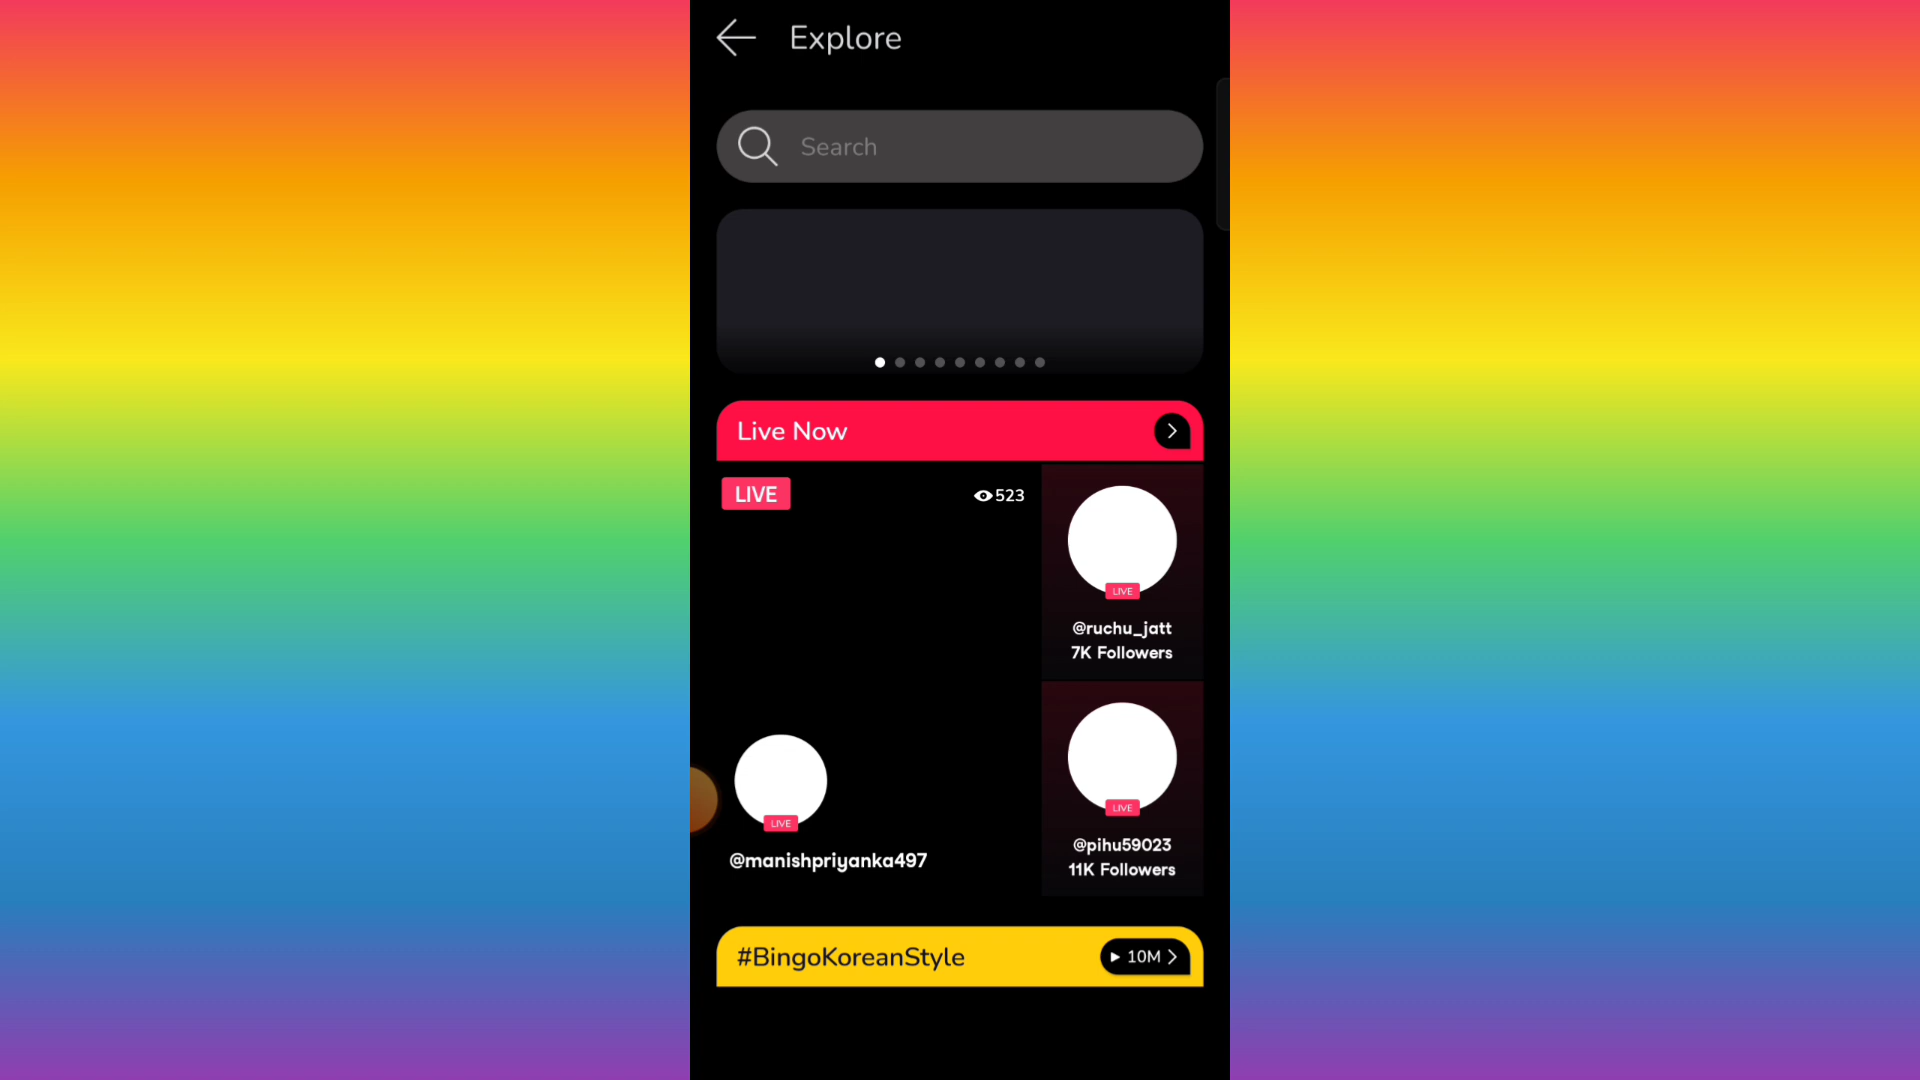 Explore
Search
Live Now
LIVE
523
LIVE
@ruchu_jatt
7K Followers
LIVE
@manishpriyanka497
LIVE
@pihu59023
11K Followers
#BingoKoreanStyle
10M